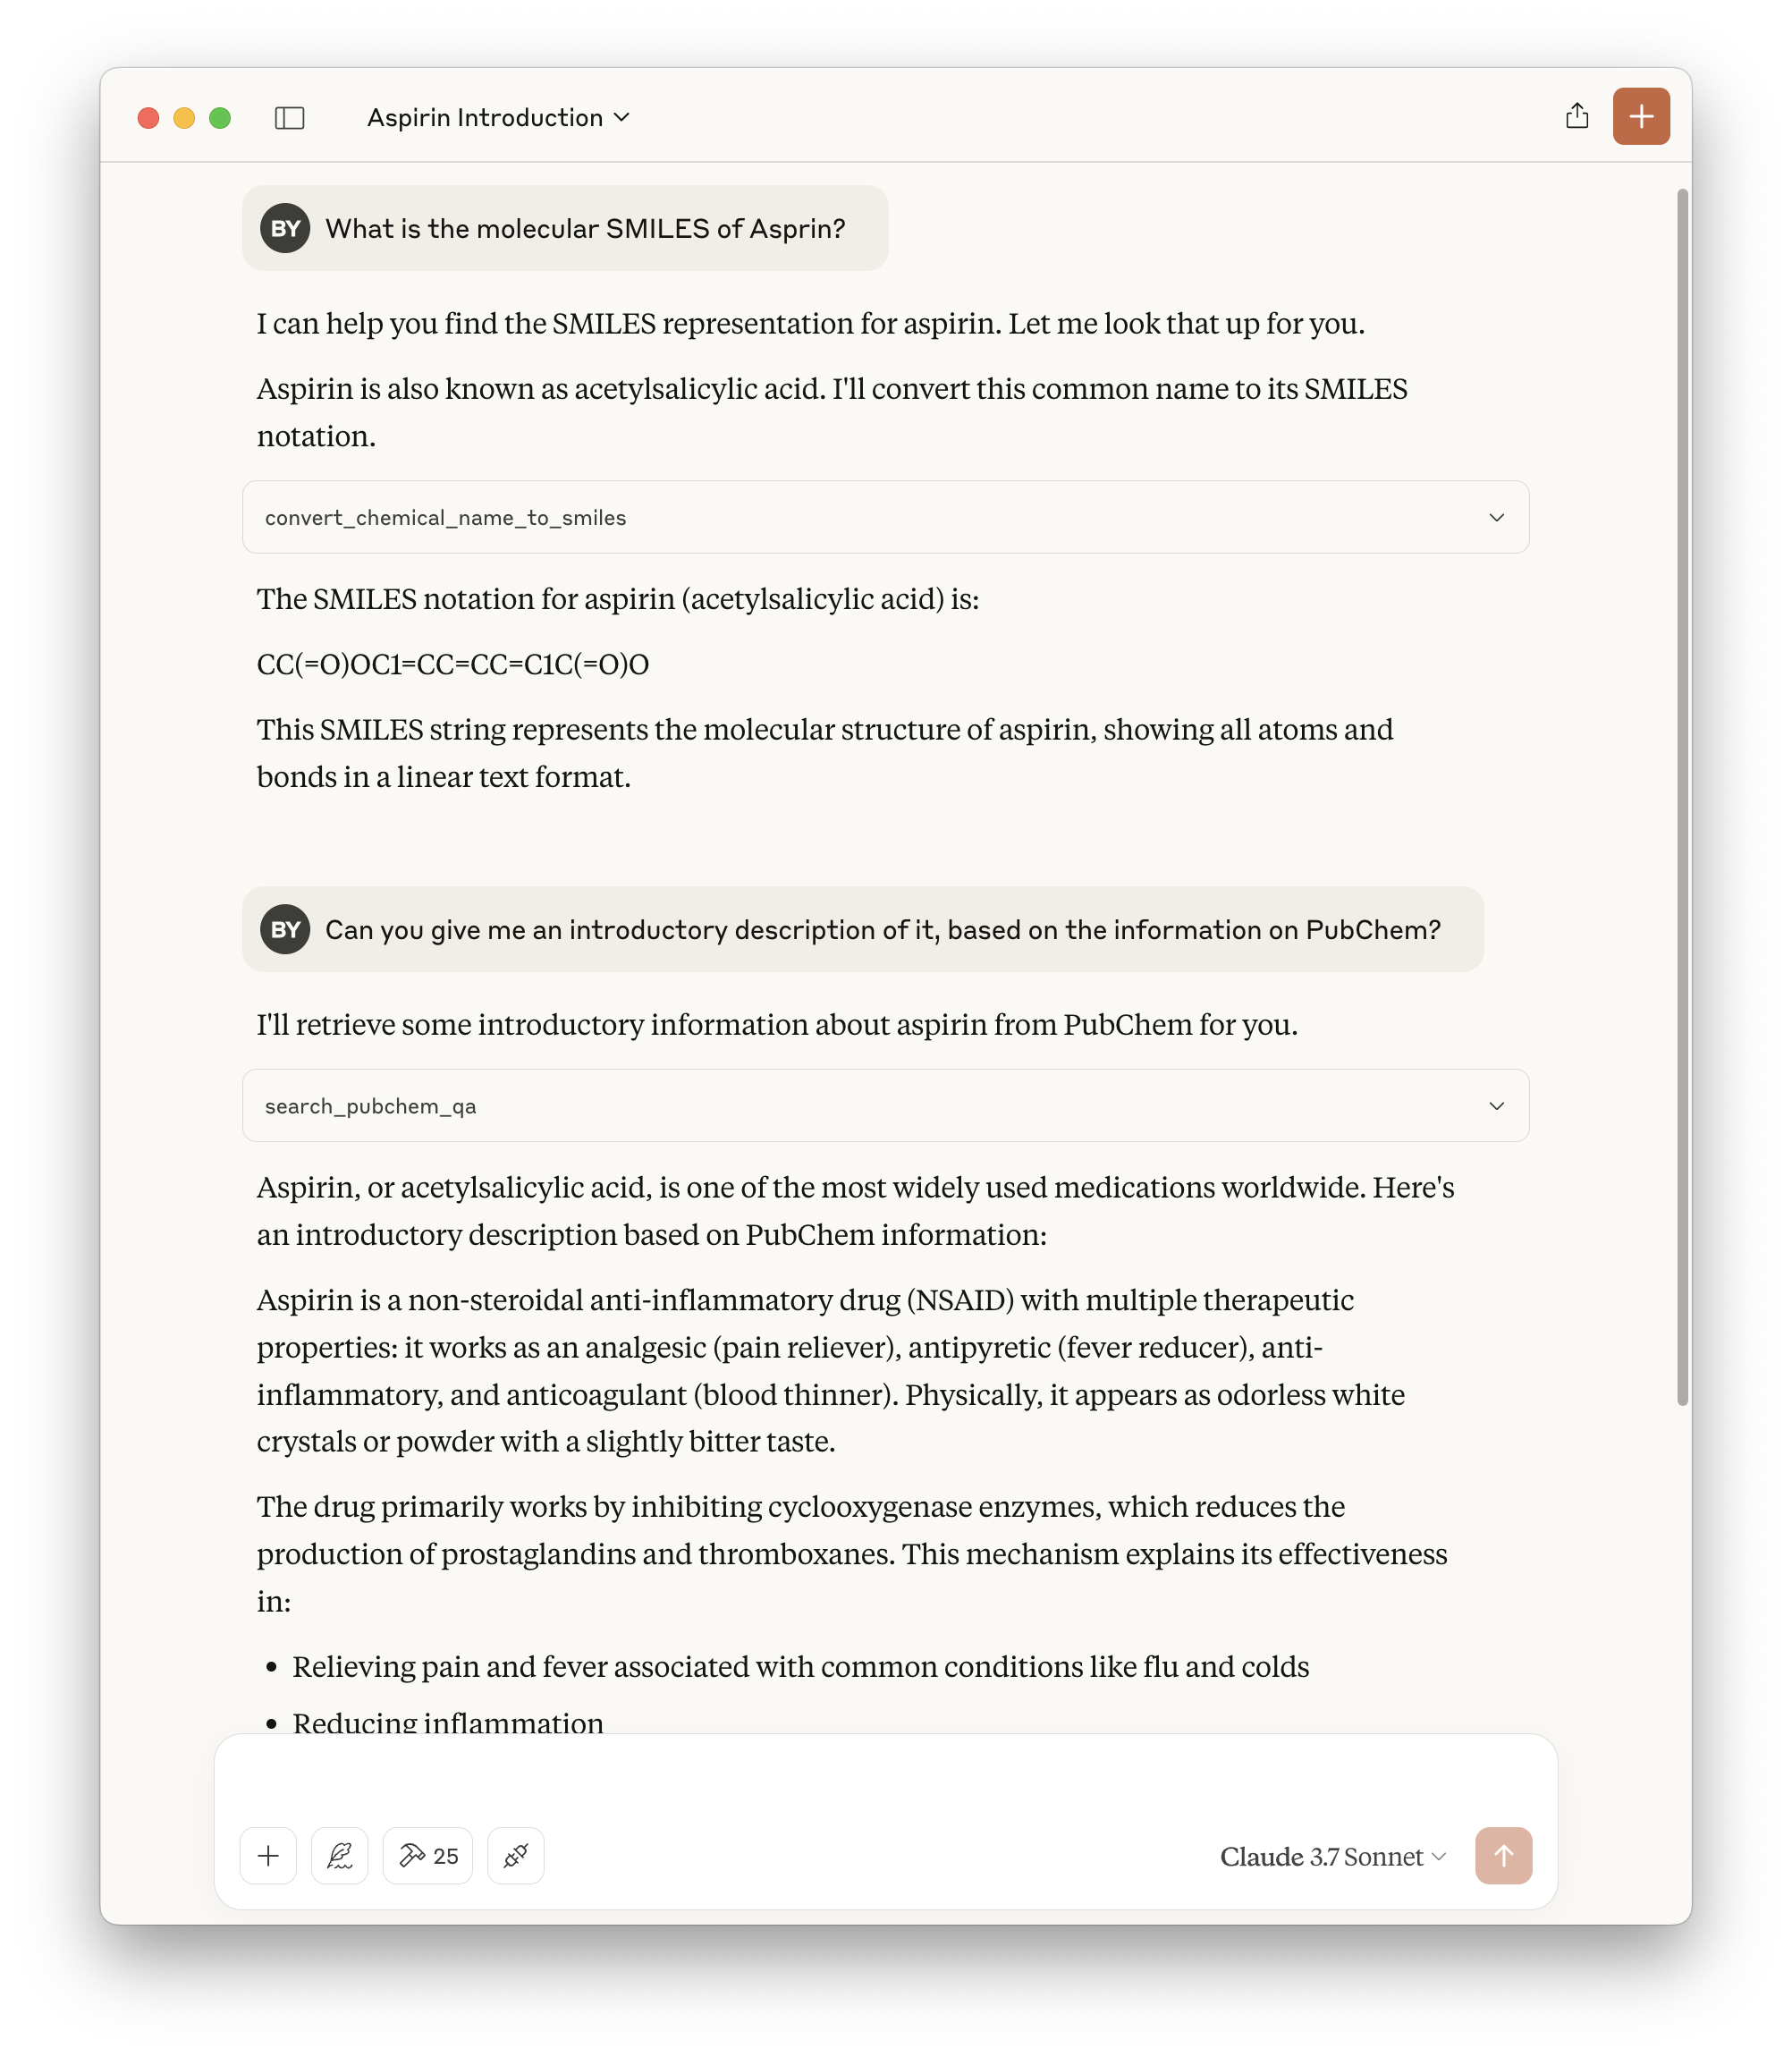 Aspirin Introduction
BY What is the molecular SMILES of Asprin?
I can help you find the SMILES representation for aspirin. Let me look that up for you.
Aspirin is also known as acetylsalicylic acid. I'll convert this common name to its SMILES
notation.
convert_chemical_name_to_smiles
The SMILES notation for aspirin (acetylsalicylic acid) is:
CC(=O)OC1=CC=CC=C1C(=O)O
This SMILES string represents the molecular structure of aspirin, showing all atoms and
bonds in a linear text format.
BY Can you give me an introductory description of it, based on the information on PubChem?
I'll retrieve some introductory information about aspirin from PubChem for you.
search_pubchem_qa
Aspirin, or acetylsalicylic acid, is one of the most widely used medications worldwide. Here's
an introductory description based on PubChem information:
Aspirin is a non-steroidal anti-inflammatory drug (NSAID) with multiple therapeutic
properties: it works as an analgesic (pain reliever), antipyretic (fever reducer), anti-
inflammatory, and anticoagulant (blood thinner). Physically, it appears as odorless white
crystals or powder with a slightly bitter taste.
The drug primarily works by inhibiting cyclooxygenase enzymes, which reduces the
production of prostaglandins and thromboxanes. This mechanism explains its effectiveness
in:
• Relieving pain and fever associated with common conditions like flu and colds
• Reducing inflammation
25
Claude 3.7 Sonnet